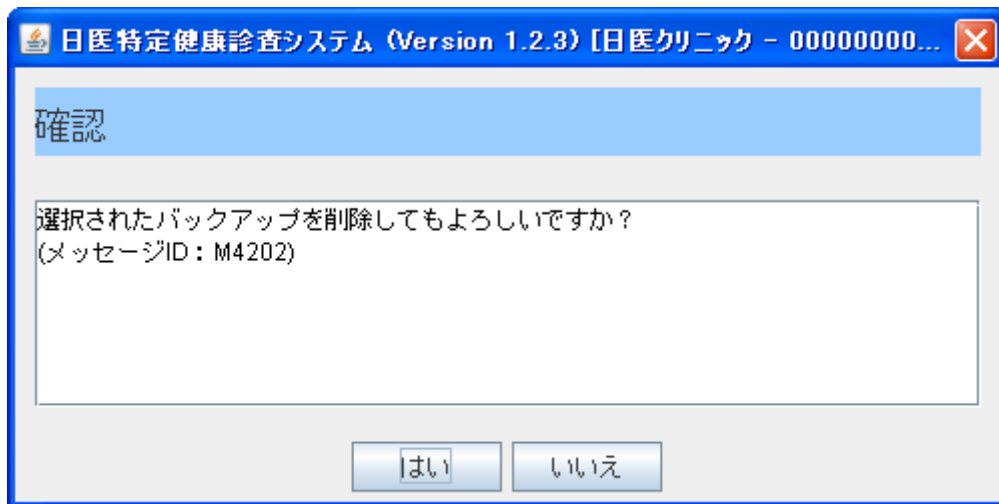 日医特定健康診査システム (Version 1.2.3) [日医クリニック - 00000000...
確認
選択されたバックアップを削除してもよろしいですか？
(メッセージID：M4202)
はい いいえ